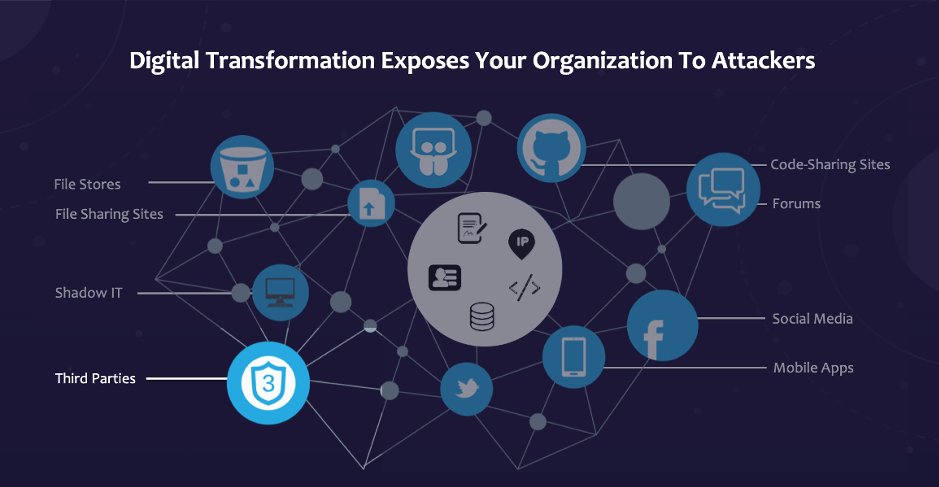 Digital Transformation Exposes Your Organization To Attackers
Code-Sharing Sites
File Stores
Forums
File Sharing Sites
IP
Shadow IT
Social Media
Mobile Apps
Third Parties
3